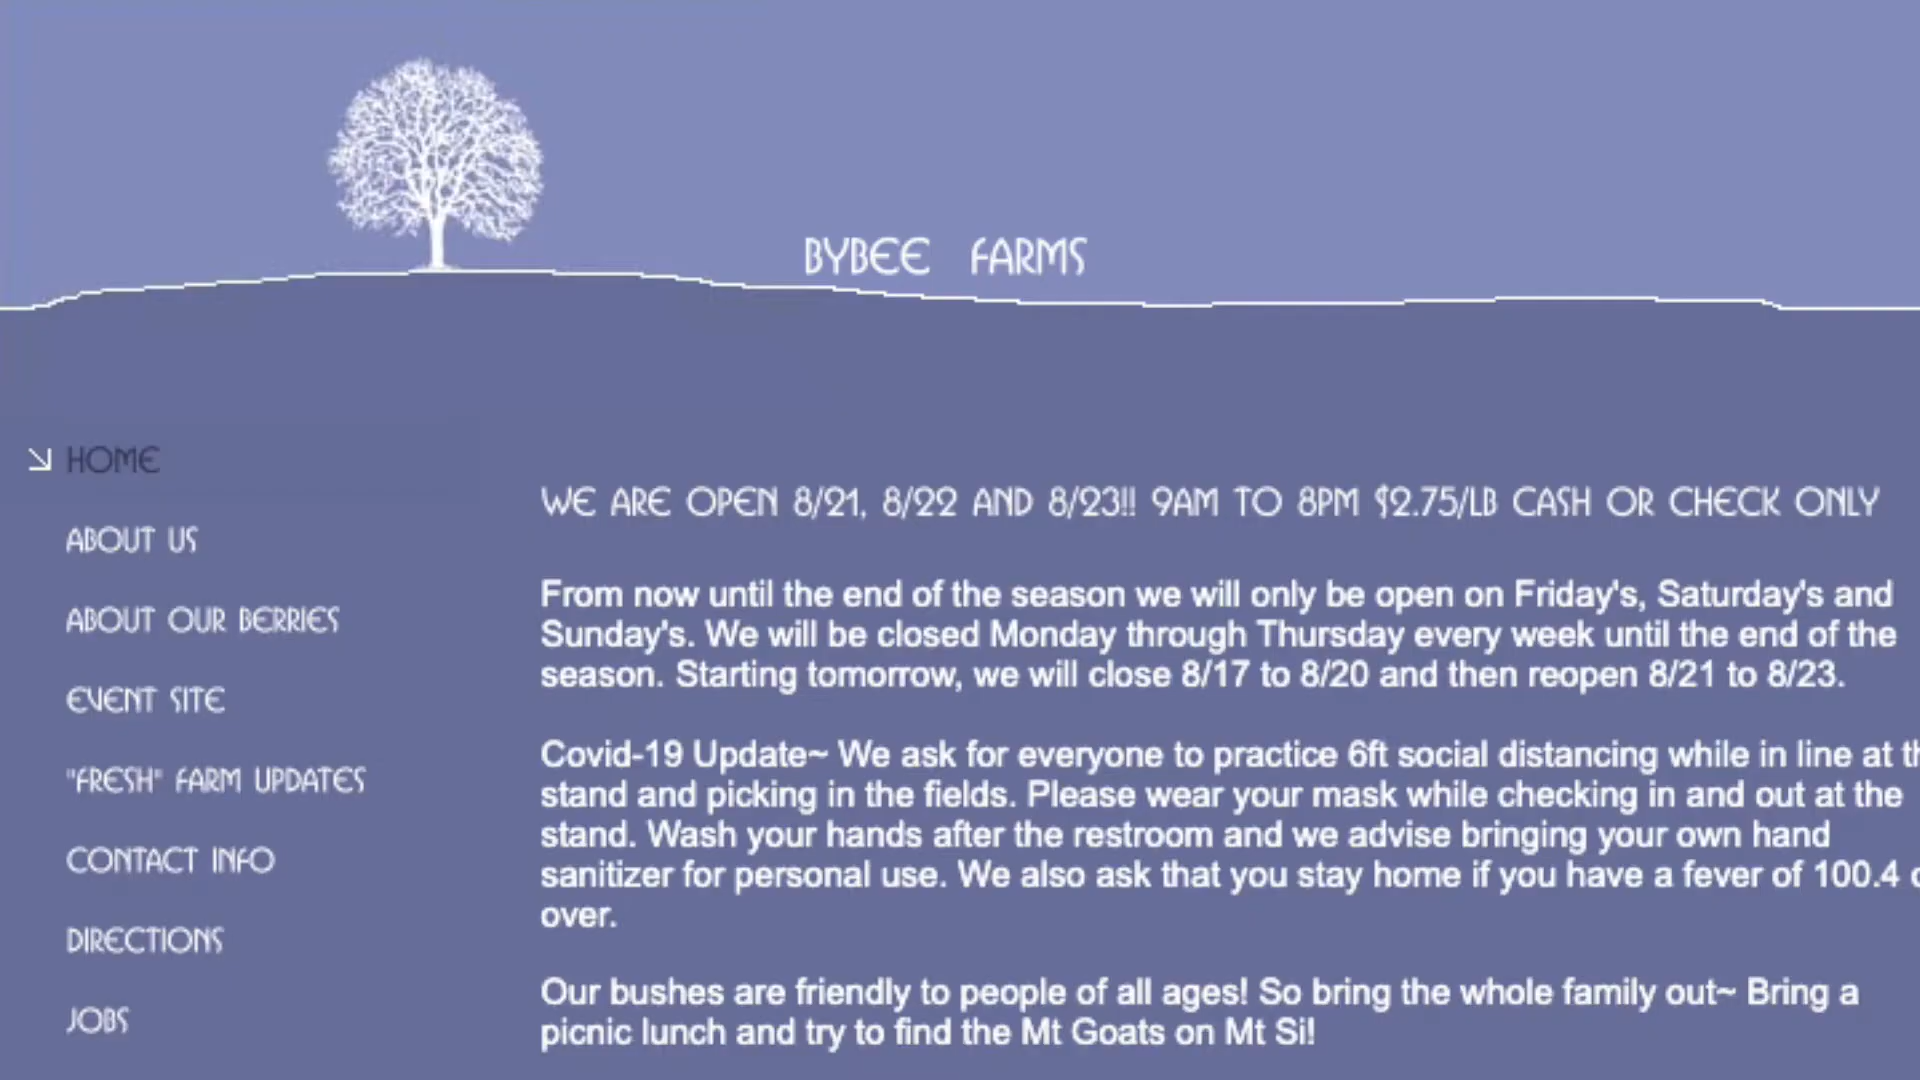 BYBEE FARMS
HOME
ABOUT US
ABOUT OUR BERRIES
EVENT SITE
"FRESH" FARM UPDATES
CONTACT INFO
DIRECTIONS
JOBS
WE ARE OPEN 8/21, 8/22 AND 8/23!! 9AM TO 8PM $2.75/LB CASH OR CHECK ONLY
From now until the end of the season we will only be open on Friday's, Saturday's and
Sunday's. We will be closed Monday through Thursday every week until the end of the
season. Starting tomorrow, we will close 8/17 to 8/20 and then reopen 8/21 to 8/23.
Covid-19 Update~ We ask for everyone to practice 6ft social distancing while in line at
stand and picking in the fields. Please wear your mask while checking in and out at the
stand. Wash your hands after the restroom and we advise bringing your own hand
sanitizer for personal use. We also ask that you stay home if you have a fever of 100.4
over.
Our bushes are friendly to people of all ages! So bring the whole family out~ Bring a
picnic lunch and try to find the Mt Goats on Mt Si!